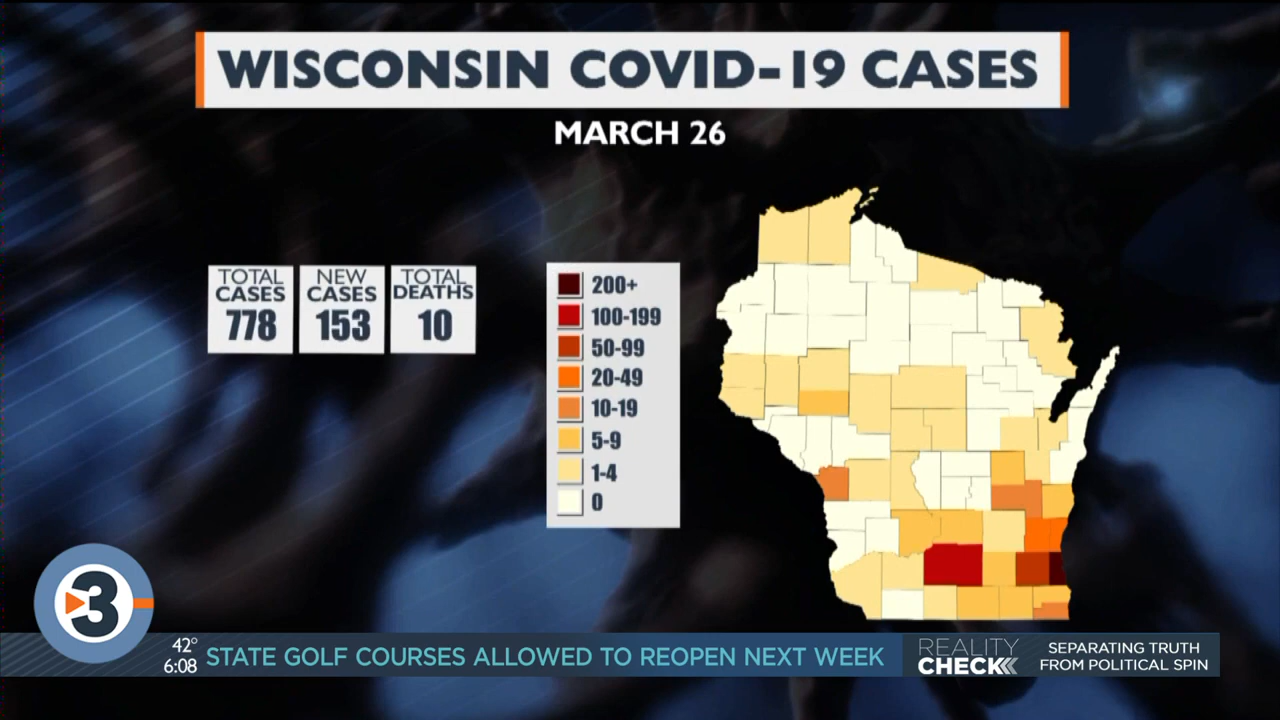 WISCONSIN COVID-19 CASES
MARCH 26
TOTAL
CASES
778
NEW
CASES
153
TOTAL
DEATHS
10
200+
100-199
50-99
20-49
10-19
5-9
1-4
0
3
42°
6:08
STATE GOLF COURSES ALLOWED TO REOPEN NEXT WEEK
REALITY
CHECK
SEPARATING TRUTH
FROM POLITICAL SPIN